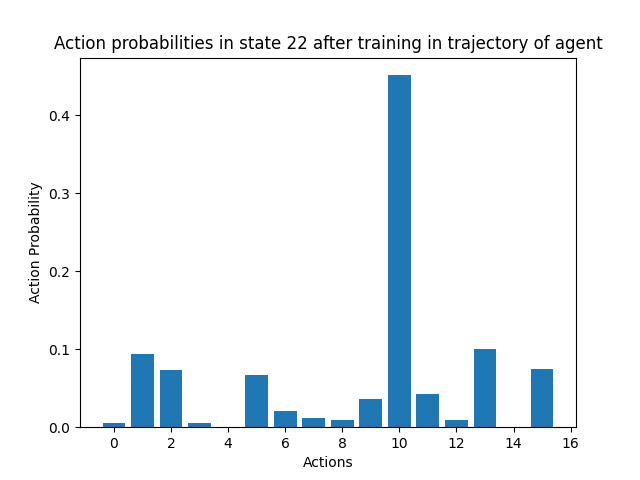 Action probabilities in state 22 after training in trajectory of agent
0.4
0.3
0.2
0.1
0.0
Action Probability
0 2 4 6 8 10 12 14 16
Actions